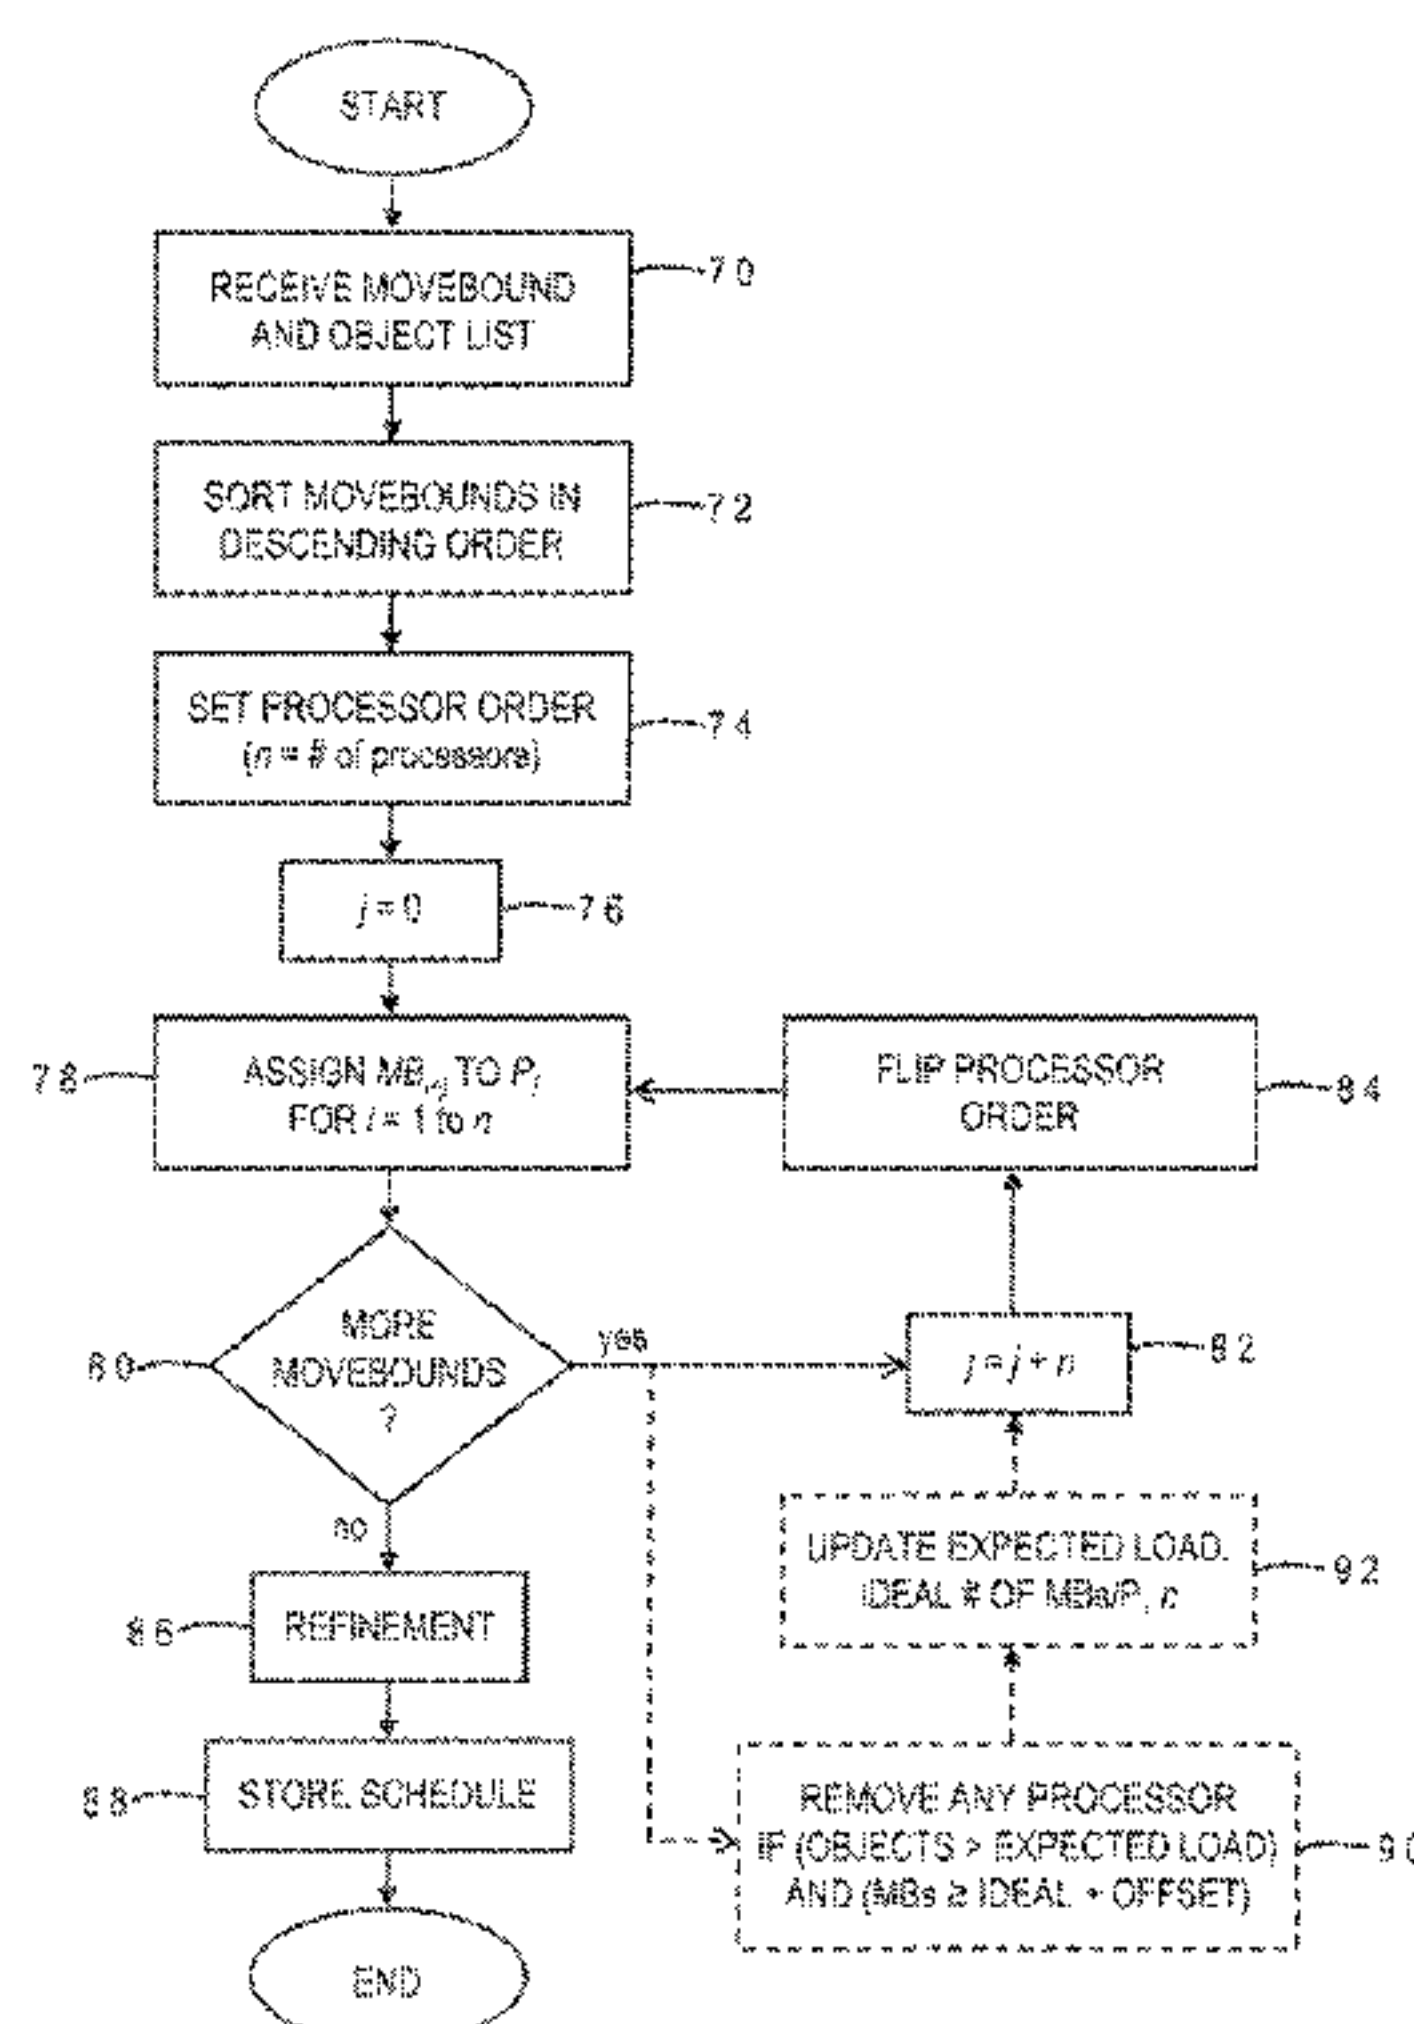 START
RECEIVE MOVEBOUND
AND OBJECT LIST
70
SORT MOVEBOUNDS IN
DESCENDING ORDER
72
SET PROCESSOR ORDER
(n = # of processors)
74
j = 0
76
78
ASSIGN MBi+j TO Pi
FOR i = 1 to n
FLIP PROCESSOR
ORDER
84
80
MORE
MOVEBOUNDS
?
yes
j = j + n
82
no
UPDATE EXPECTED LOAD,
IDEAL # OF MBs/P, n
92
86
REFINEMENT
88
STORE SCHEDULE
REMOVE ANY PROCESSOR
IF (OBJECTS > EXPECTED LOAD)
AND (MBs ≥ IDEAL + OFFSET)
90
END